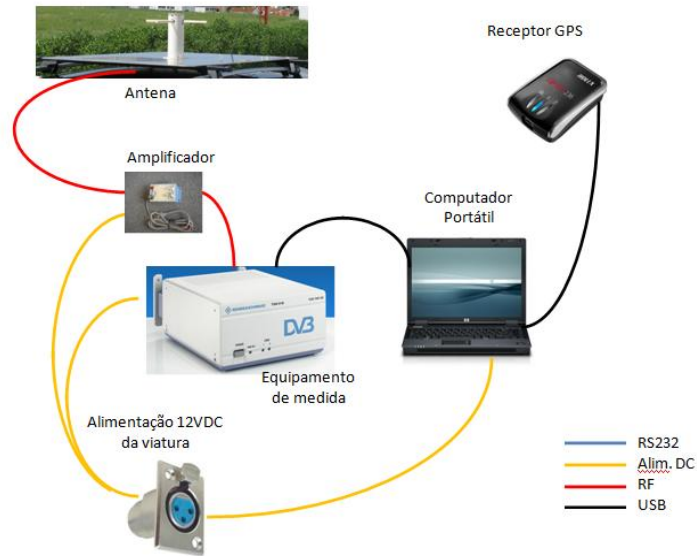 Receptor GPS
Antena
Amplificador
Computador
Portátil
DVB
Equipamento
de medida
Alimentação 12VDC
da viatura
RS232
Alim. DC
RF
USB